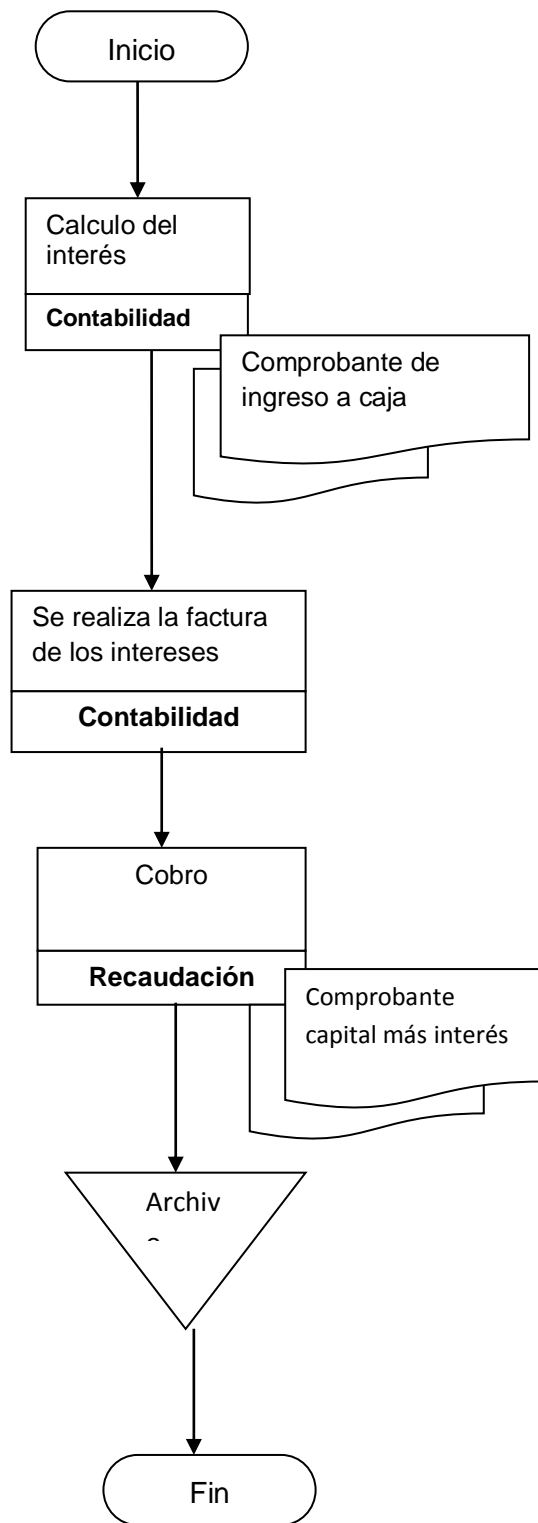 Inicio
Calculo del
interés
Contabilidad
Comprobante de
ingreso a caja
Se realiza la factura
de los intereses
Contabilidad
Cobro
Recaudación
Comprobante
capital más interés
Archiv
o
Fin